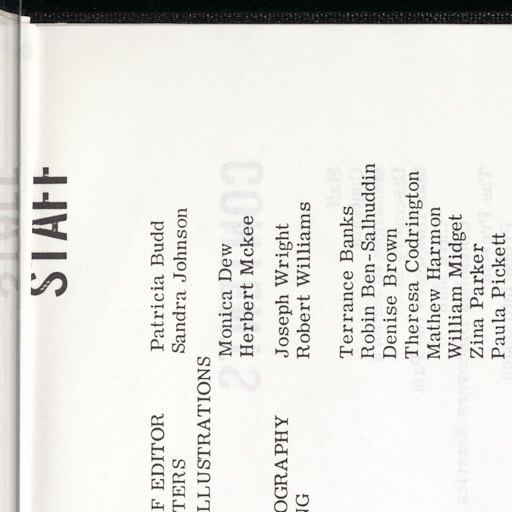 STAFF
F EDITOR Patricia Budd
TERS Sandra Johnson
LLUSTRATIONS
Monica Dew
Herbert Mckee
OGRAPHY Joseph Wright
NG Robert Williams
Terrance Banks
Robin Ben-Salhuddin
Denise Brown
Theresa Codrington
Mathew Harmon
William Midget
Zina Parker
Paula Pickett